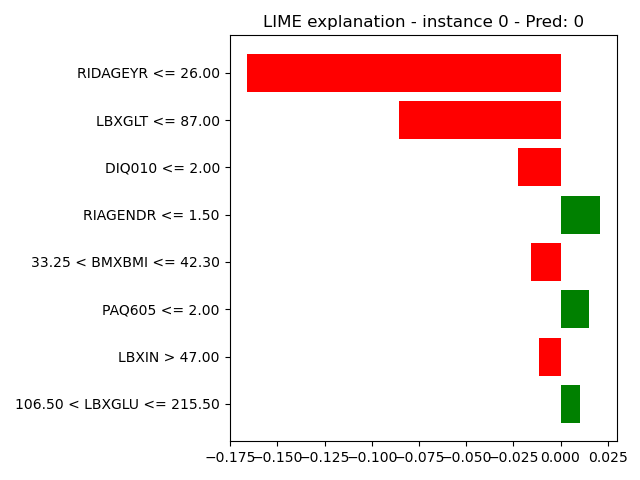 LIME explanation - instance 0 - Pred: 0
RIDAGEYR <= 26.00
LBXGLT <= 87.00
DIQ010 <= 2.00
RIAGENDR <= 1.50
33.25 < BMXBMI <= 42.30
PAQ605 <= 2.00
LBXIN > 47.00
106.50 < LBXGLU <= 215.50
−0.175 −0.150 −0.125 −0.100 −0.075 −0.050 −0.025 0.000 0.025